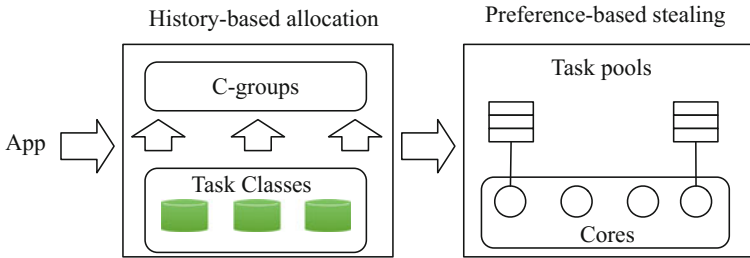 History-based allocation
Preference-based stealing
C-groups
Task pools
App
Task Classes
Cores